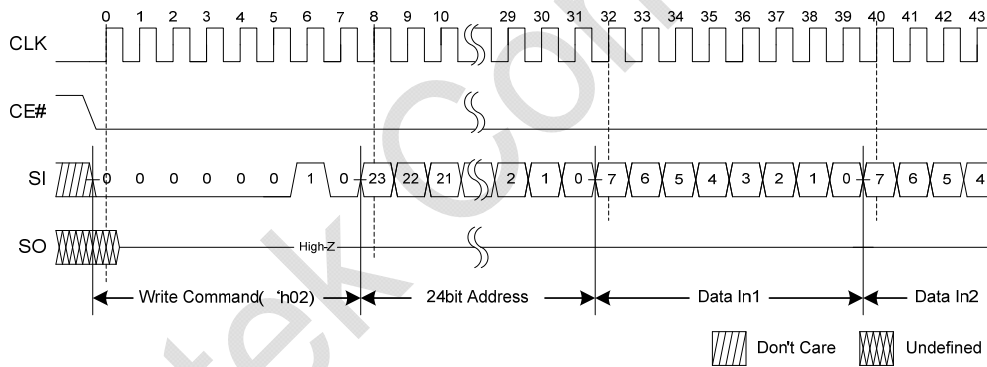 0 1 2 3 4 5 6 7 0 8 9 10 29 30 31 32 33 34 35 36 37 38 39 40 41 42 43
CLK
CE#
SI 0 0 0 0 0 0 1 0 23 22 21 2 1 0 7 6 5 4 3 2 1 0 7 6 5 4
SO High-Z
Write Command(‘h02) 24bit Address Data In1 Data In2
Don't Care Undefined
tek Con